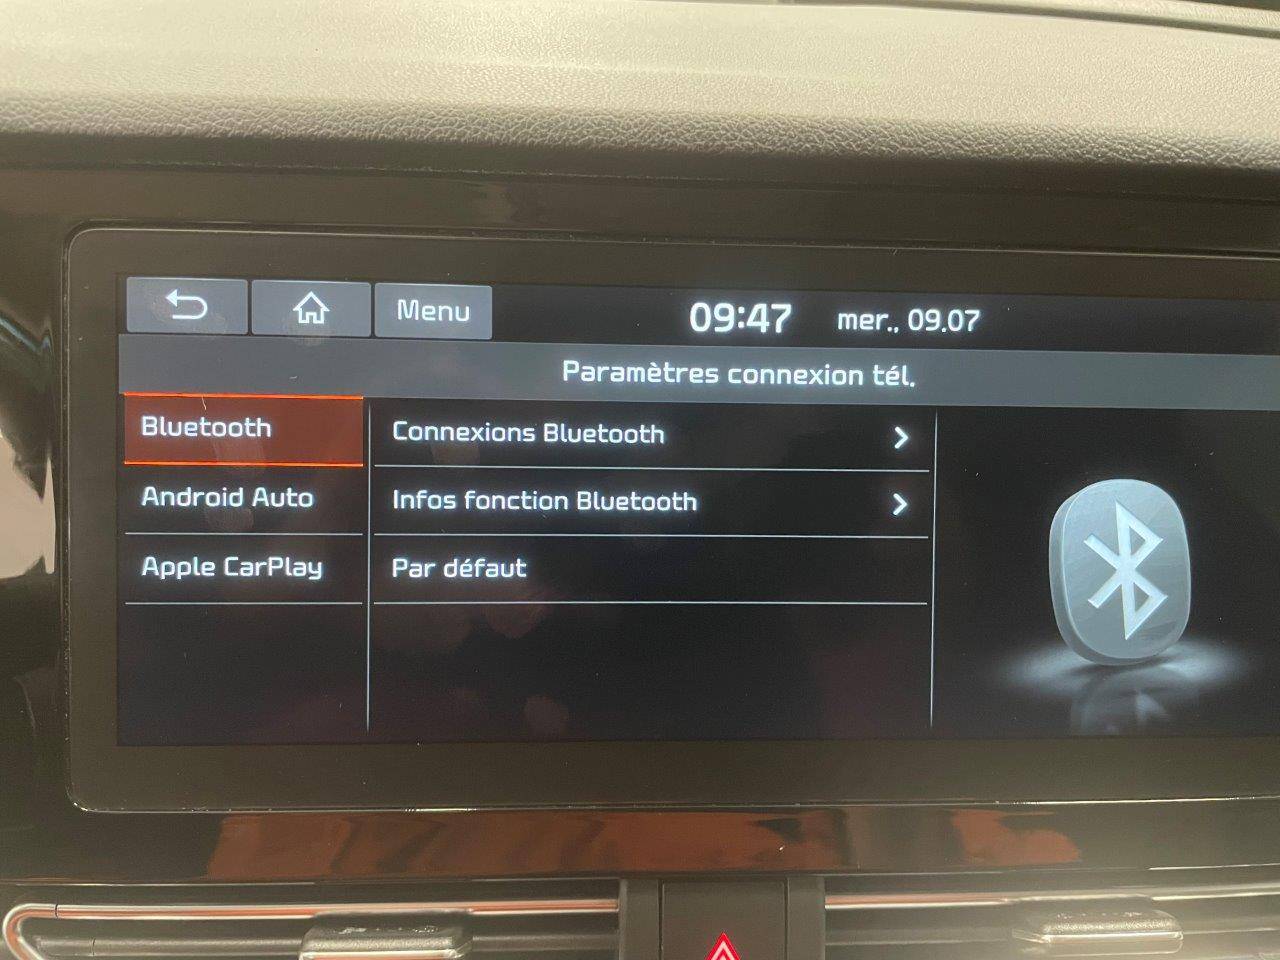 Menu
09:47
mer., 09.07
Paramètres connexion tél.
Bluetooth
Android Auto
Apple CarPlay
Connexions Bluetooth
Infos fonction Bluetooth
Par défaut